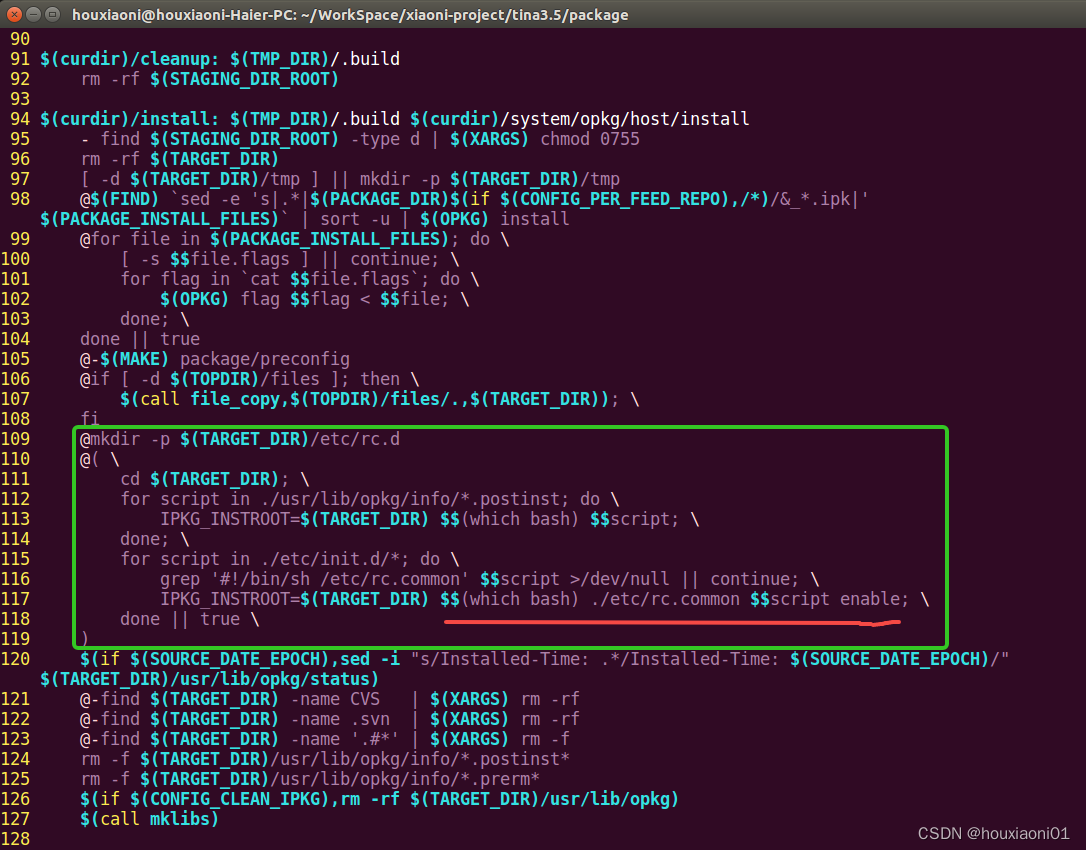 houxiaoni@houxiaoni-Haier-PC: ~/WorkSpace/xiaoni-project/tina3.5/package
90
91 $(curdir)/cleanup: $(TMP_DIR)/.build
92     rm -rf $(STAGING_DIR_ROOT)
93
94 $(curdir)/install: $(TMP_DIR)/.build $(curdir)/system/opkg/host/install
95     - find $(STAGING_DIR_ROOT) -type d | $(XARGS) chmod 0755
96     rm -rf $(TARGET_DIR)
97     [ -d $(TARGET_DIR)/tmp ] || mkdir -p $(TARGET_DIR)/tmp
98     @$(FIND) `sed -e 's|.*|$(PACKAGE_DIR)$(if $(CONFIG_PER_FEED_REPO),/*)/&_*.ipk|'
$(PACKAGE_INSTALL_FILES)` | sort -u | $(OPKG) install
99     @for file in $(PACKAGE_INSTALL_FILES); do \
100         [ -s $$file.flags ] || continue; \
101         for flag in `cat $$file.flags`; do \
102             $(OPKG) flag $$flag < $$file; \
103         done; \
104     done || true
105     @-$(MAKE) package/preconfig
106     @if [ -d $(TOPDIR)/files ]; then \
107         $(call file_copy,$(TOPDIR)/files/.,$(TARGET_DIR)); \
108     fi
109     @mkdir -p $(TARGET_DIR)/etc/rc.d
110     @( \
111         cd $(TARGET_DIR); \
112         for script in ./usr/lib/opkg/info/*.postinst; do \
113             IPKG_INSTROOT=$(TARGET_DIR) $$(which bash) $$script; \
114         done; \
115         for script in ./etc/init.d/*; do \
116             grep '#!/bin/sh /etc/rc.common' $$script >/dev/null || continue; \
117             IPKG_INSTROOT=$(TARGET_DIR) $$(which bash) ./etc/rc.common $$script enable; \
118         done || true \
119     )
120     $(if $(SOURCE_DATE_EPOCH),sed -i "s/Installed-Time: .*/Installed-Time: $(SOURCE_DATE_EPOCH)/"
$(TARGET_DIR)/usr/lib/opkg/status)
121     @-find $(TARGET_DIR) -name CVS   | $(XARGS) rm -rf
122     @-find $(TARGET_DIR) -name .svn  | $(XARGS) rm -rf
123     @-find $(TARGET_DIR) -name '.#*' | $(XARGS) rm -f
124     rm -f $(TARGET_DIR)/usr/lib/opkg/info/*.postinst*
125     rm -f $(TARGET_DIR)/usr/lib/opkg/info/*.prerm*
126     $(if $(CONFIG_CLEAN_IPKG),rm -rf $(TARGET_DIR)/usr/lib/opkg)
127     $(call mklibs)
128
CSDN @houxiaoni01